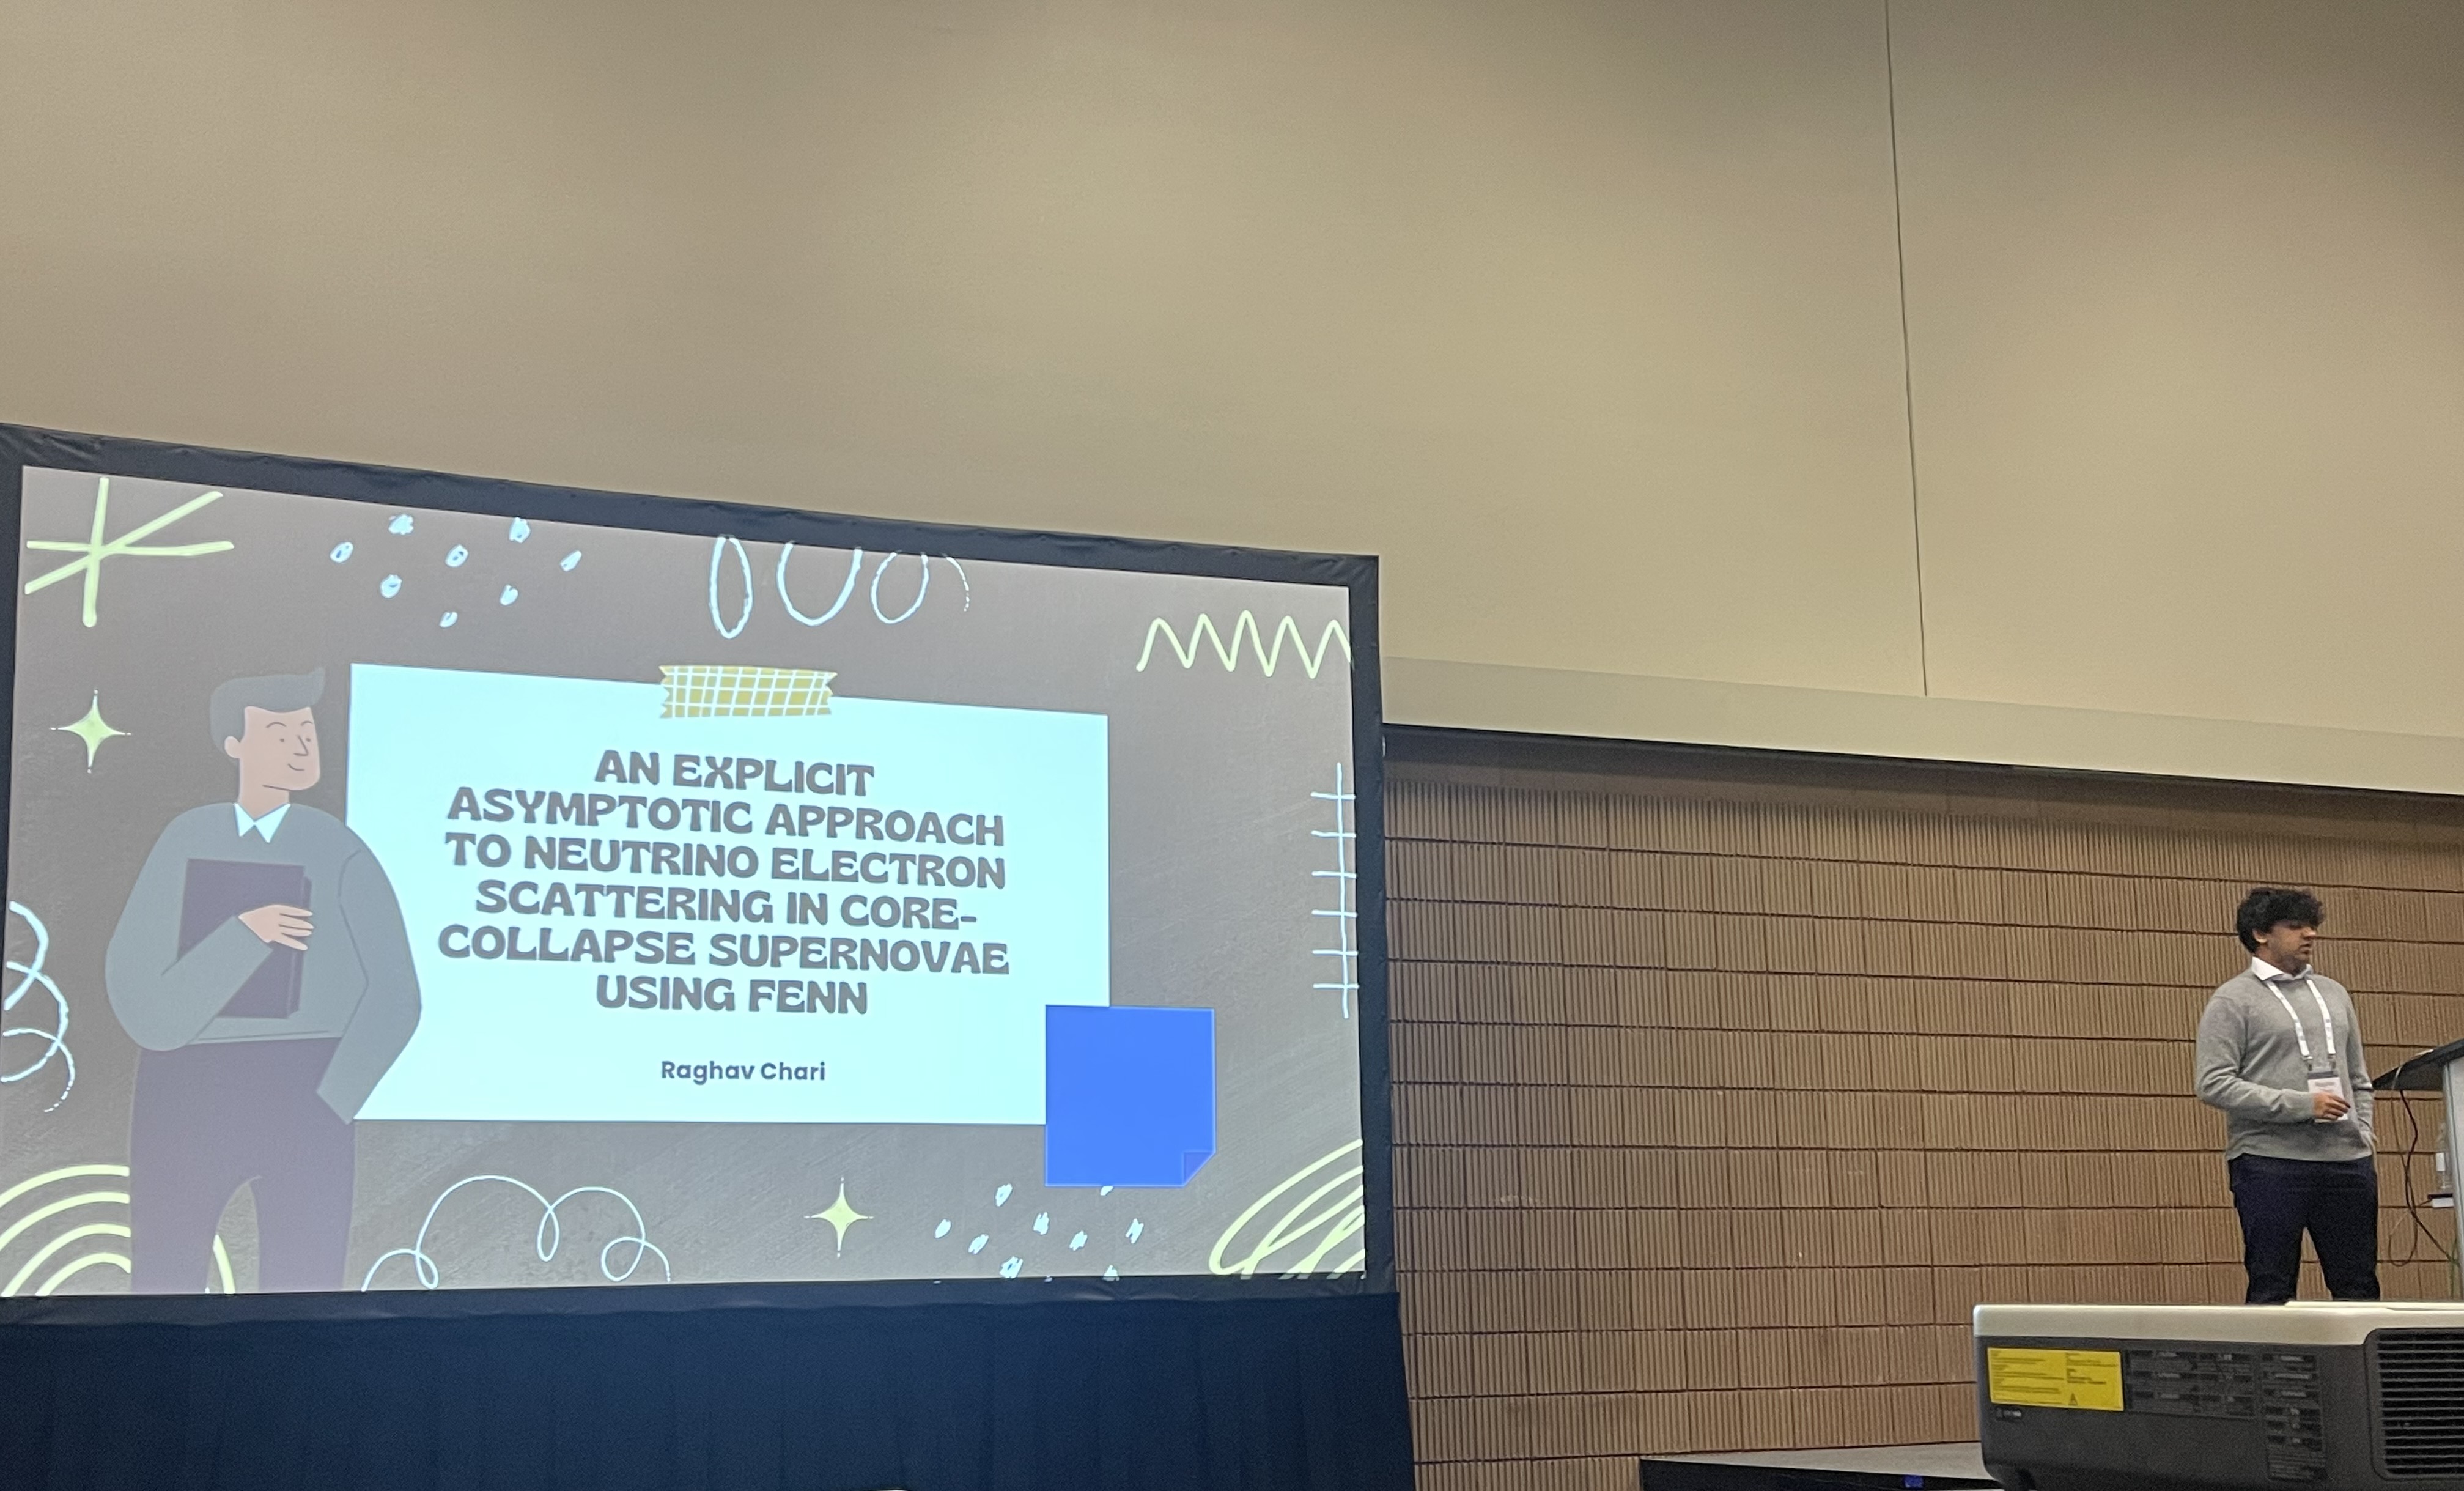 AN EXPLICIT
ASYMPTOTIC APPROACH
TO NEUTRINO ELECTRON
SCATTERING IN CORE-
COLLAPSE SUPERNOVAE
USING FENN
Raghav Chari